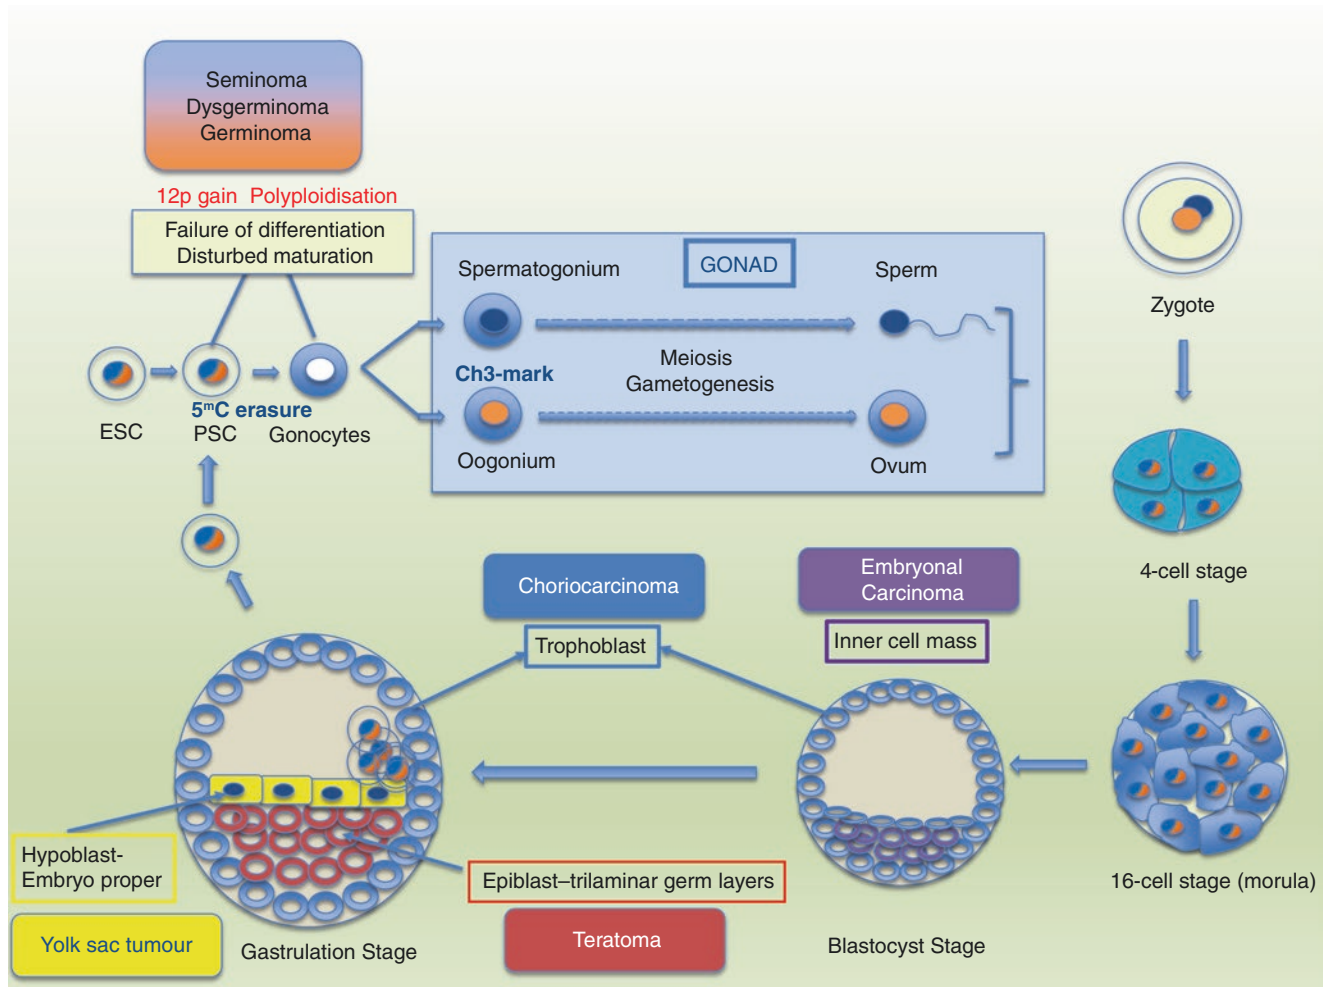 Seminoma
Dysgerminoma
Germinoma
12p gain Polyploidisation
Failure of differentiation
Disturbed maturation
Spermatogonium
GONAD
Sperm
Zygote
Meiosis
Gametogenesis
Ch3-mark
5ᵐC erasure
ESC
PSC
Gonocytes
Oogonium
Ovum
4-cell stage
Choriocarcinoma
Trophoblast
Embryonal
Carcinoma
Inner cell mass
Hypoblast-
Embryo proper
Epiblast–trilaminar germ layers
16-cell stage (morula)
Yolk sac tumour
Gastrulation Stage
Teratoma
Blastocyst Stage